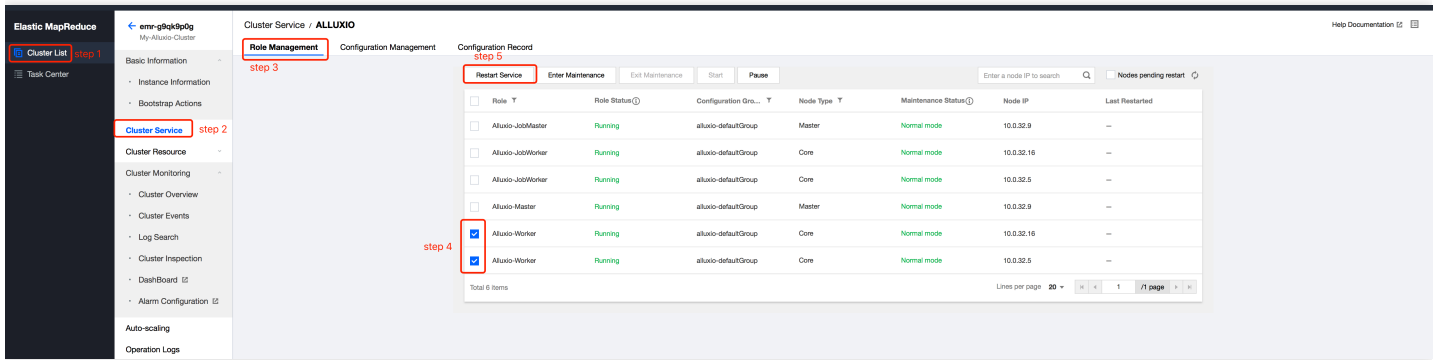 Elastic MapReduce
Cluster List
step 1
Task Center
emr-g9qk9p0g
My-Alluxio-Cluster
Basic Information
Instance Information
Bootstrap Actions
Cluster Service
step 2
Cluster Resource
Cluster Monitoring
Cluster Overview
Cluster Events
Log Search
Cluster Inspection
DashBoard
Alarm Configuration
Auto-scaling
Operation Logs
Cluster Service / ALLUXIO
Help Documentation
Role Management Configuration Management Configuration Record
step 3
step 5
Restart Service Enter Maintenance Exit Maintenance Start Pause Enter a node IP to search Nodes pending restart
Role Role Status Configuration Gro... Node Type Maintenance Status Node IP Last Restarted
Alluxio-JobMaster Running alluxio-defaultGroup Master Normal mode 10.0.32.9 --
Alluxio-JobWorker Running alluxio-defaultGroup Core Normal mode 10.0.32.16 --
Alluxio-JobWorker Running alluxio-defaultGroup Core Normal mode 10.0.32.5 --
Alluxio-Master Running alluxio-defaultGroup Master Normal mode 10.0.32.9 --
Alluxio-Worker Running alluxio-defaultGroup Core Normal mode 10.0.32.16 --
step 4
Alluxio-Worker Running alluxio-defaultGroup Core Normal mode 10.0.32.5 --
Total 6 items Lines per page 20 1 /1 page